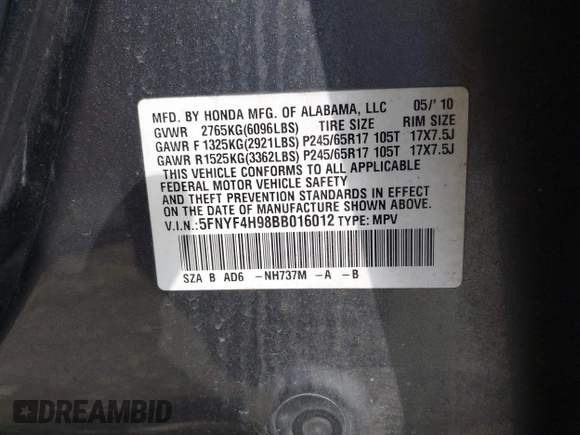 MFD. BY HONDA MFG. OF ALABAMA, LLC 05/'10
GVWR 2765KG(6096LBS) TIRE SIZE RIM SIZE
GAWR F 1325KG(2921LBS) P245/65R17 105T 17X7.5J
GAWR R 1525KG(3362LBS) P245/65R17 105T 17X7.5J
THIS VEHICLE CONFORMS TO ALL APPLICABLE
FEDERAL MOTOR VEHICLE SAFETY
AND THEFT PREVENTION STANDARDS IN EFFECT
ON THE DATE OF MANUFACTURE SHOWN ABOVE.
V.I.N.: 5FNYF4H98BB016012 TYPE: MPV
SZA B AD6 -NH737M -A -B
DREAMBID